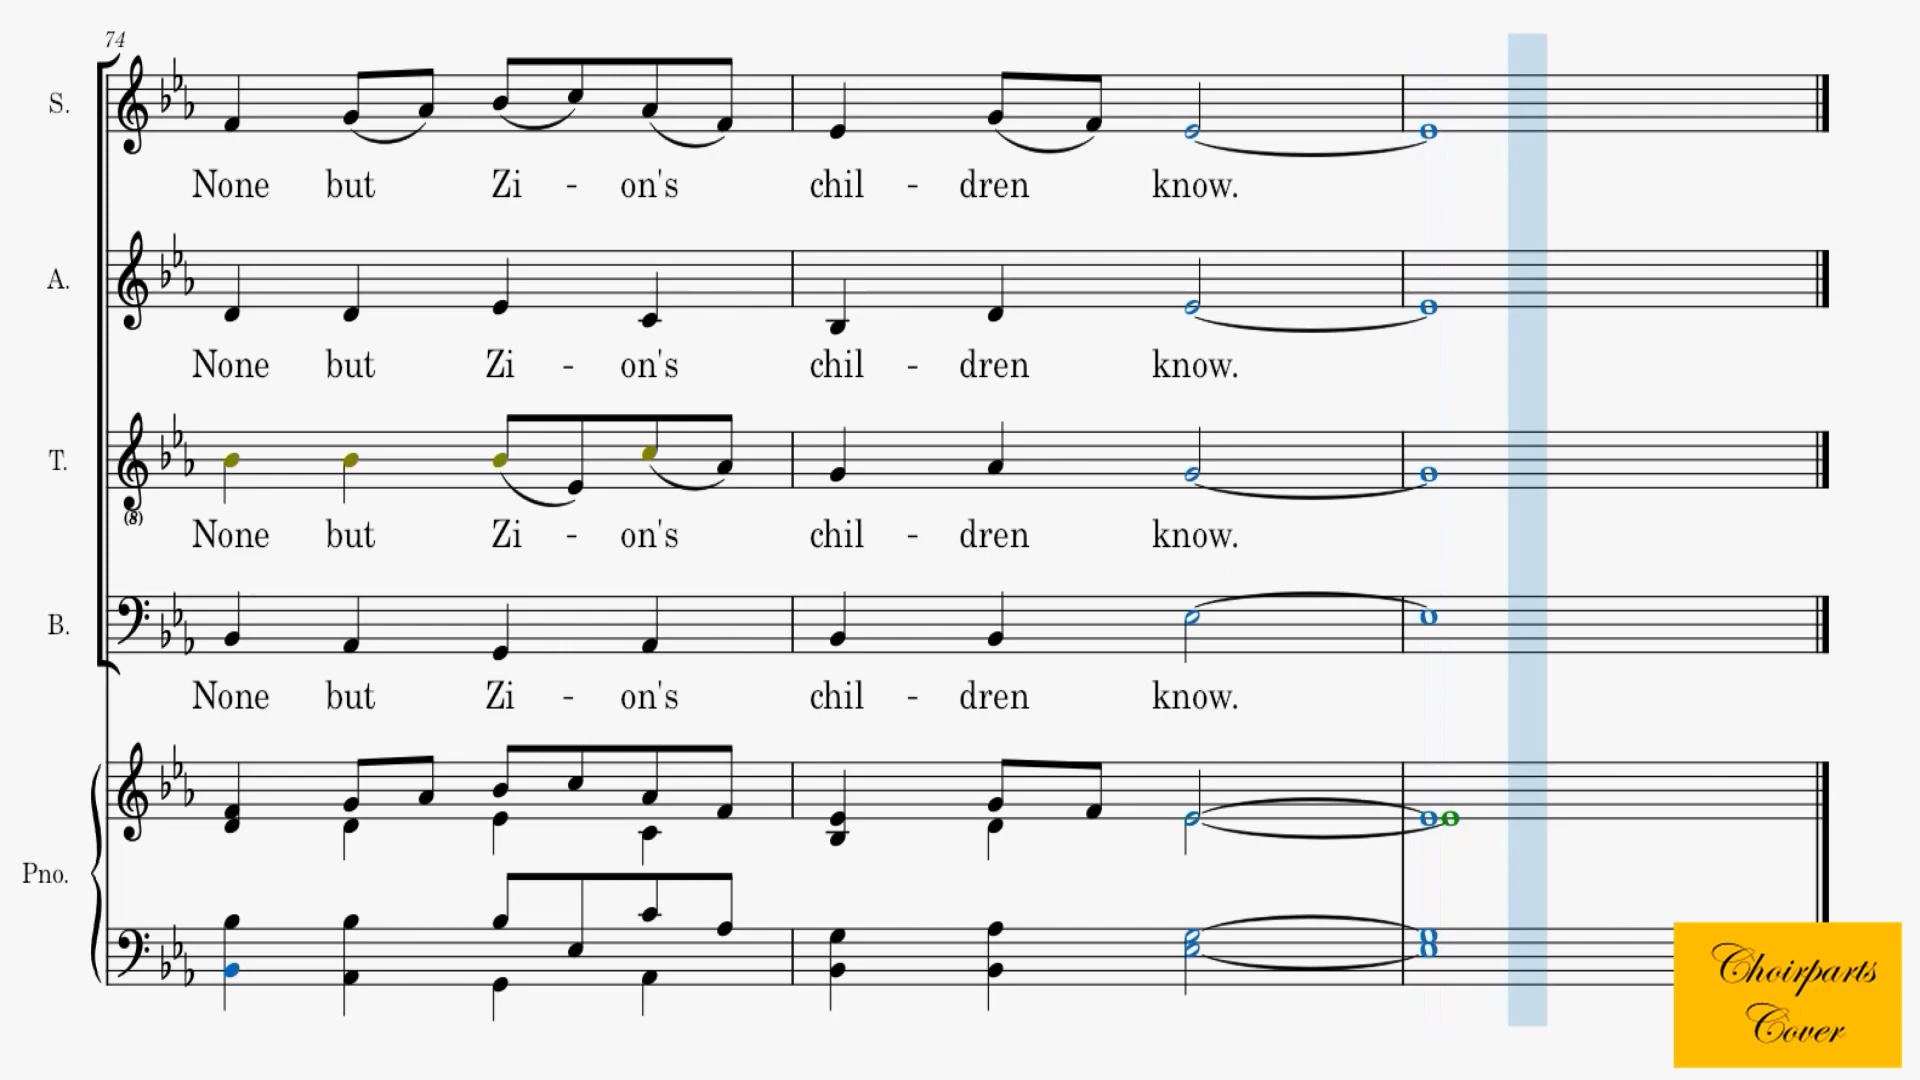 74
S.
None but Zi - on's chil - dren know.
A.
None but Zi - on's chil - dren know.
T.
(8)
None but Zi - on's chil - dren know.
B.
None but Zi - on's chil - dren know.
Pno.
Choirparts
Cover